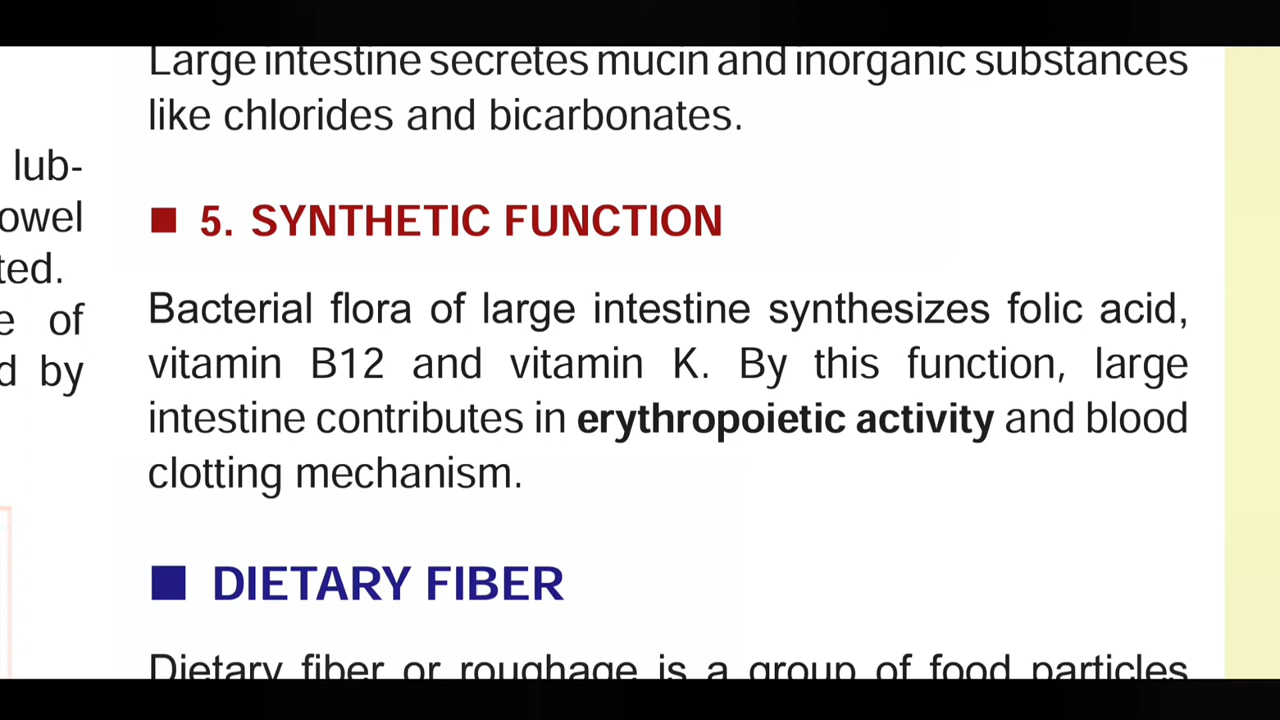 Large intestine secretes mucin and inorganic substances
like chlorides and bicarbonates.
lub-
owel
ted.
e of
d by
5. SYNTHETIC FUNCTION
Bacterial flora of large intestine synthesizes folic acid,
vitamin B12 and vitamin K. By this function, large
intestine contributes in erythropoietic activity and blood
clotting mechanism.
DIETARY FIBER
Dietary fiber or roughage is a group of food particles